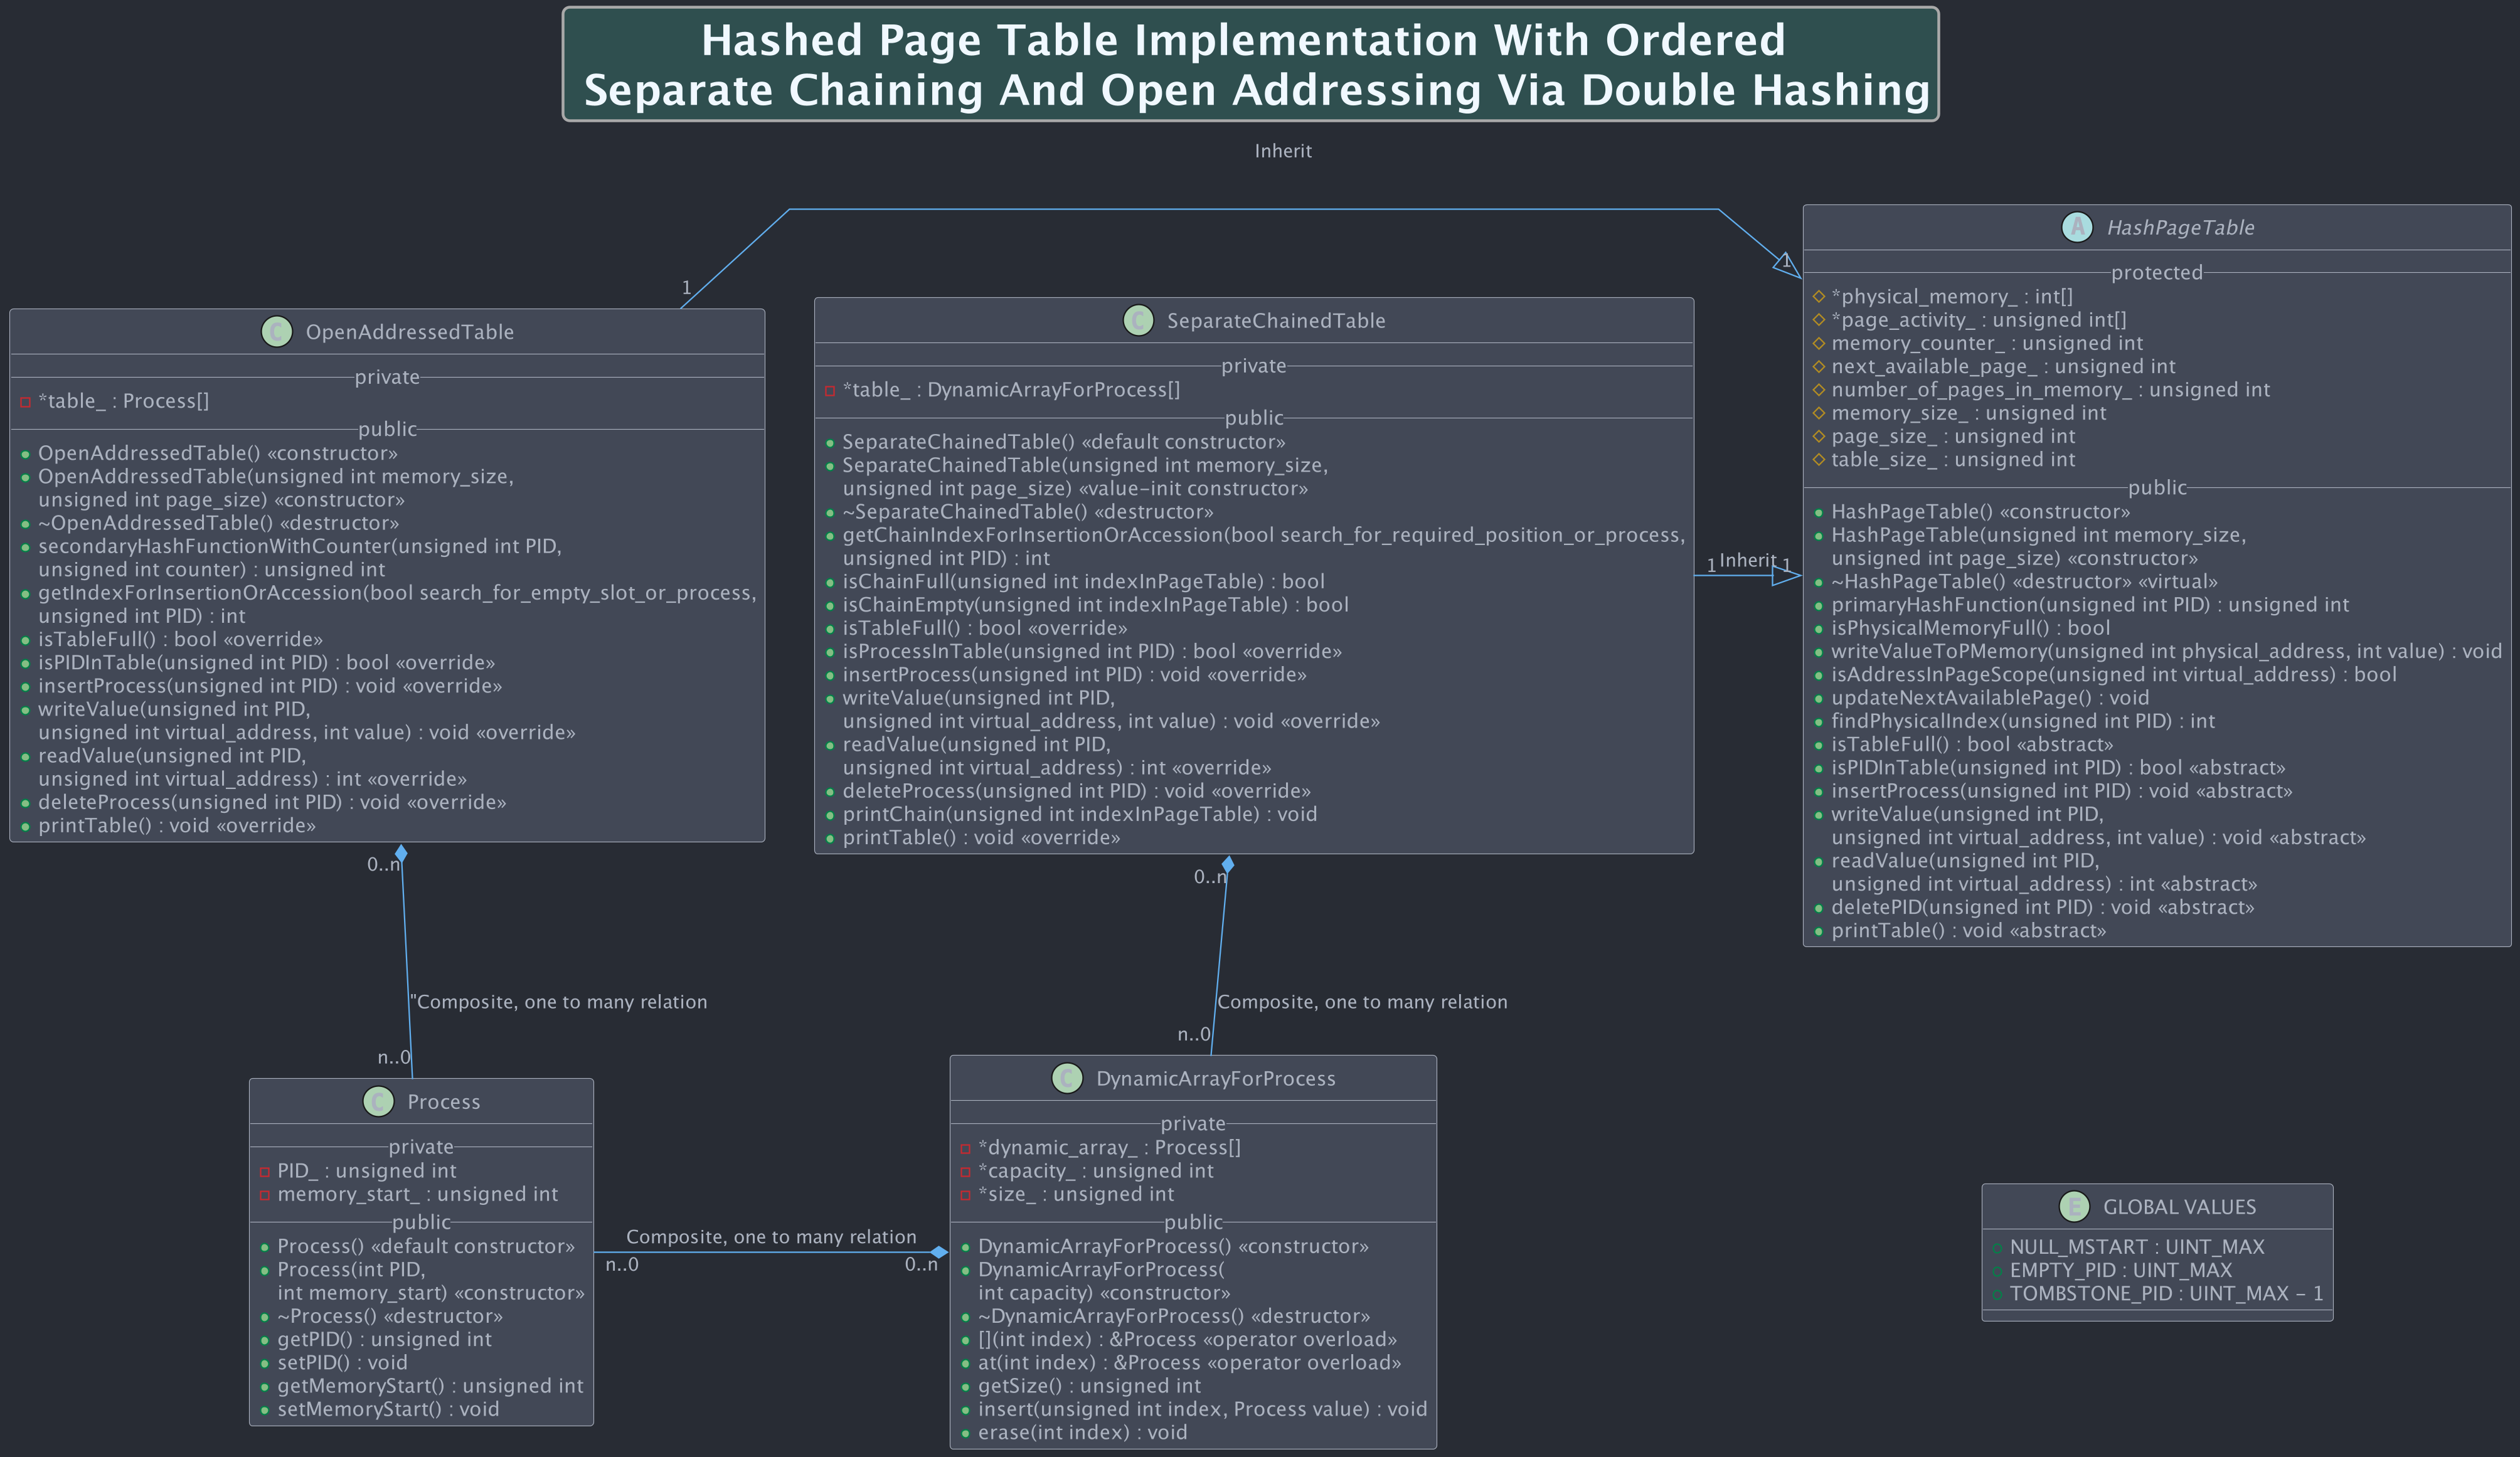 Hashed Page Table Implementation With Ordered
Separate Chaining And Open Addressing Via Double Hashing
Inherit
1
1
C OpenAddressedTable
private
*table_ : Process[]
public
OpenAddressedTable() «constructor»
OpenAddressedTable(unsigned int memory_size,
unsigned int page_size) «constructor»
~OpenAddressedTable() «destructor»
secondaryHashFunctionWithCounter(unsigned int PID,
unsigned int counter) : unsigned int
getIndexForInsertionOrAccession(bool search_for_empty_slot_or_process,
unsigned int PID) : int
isTableFull() : bool «override»
isPIDInTable(unsigned int PID) : bool «override»
insertProcess(unsigned int PID) : void «override»
writeValue(unsigned int PID,
unsigned int virtual_address, int value) : void «override»
readValue(unsigned int PID,
unsigned int virtual_address) : int «override»
deleteProcess(unsigned int PID) : void «override»
printTable() : void «override»
C SeparateChainedTable
private
*table_ : DynamicArrayForProcess[]
public
SeparateChainedTable() «default constructor»
SeparateChainedTable(unsigned int memory_size,
unsigned int page_size) «value-init constructor»
~SeparateChainedTable() «destructor»
getChainIndexForInsertionOrAccession(bool search_for_required_position_or_process,
unsigned int PID) : int
isChainFull(unsigned int indexInPageTable) : bool
isChainEmpty(unsigned int indexInPageTable) : bool
isTableFull() : bool «override»
isProcessInTable(unsigned int PID) : bool «override»
insertProcess(unsigned int PID) : void «override»
writeValue(unsigned int PID,
unsigned int virtual_address, int value) : void «override»
readValue(unsigned int PID,
unsigned int virtual_address) : int «override»
deleteProcess(unsigned int PID) : void «override»
printChain(unsigned int indexInPageTable) : void
printTable() : void «override»
1 Inherit 1
A HashPageTable
protected
*physical_memory_ : int[]
*page_activity_ : unsigned int[]
memory_counter_ : unsigned int
next_available_page_ : unsigned int
number_of_pages_in_memory_ : unsigned int
memory_size_ : unsigned int
page_size_ : unsigned int
table_size_ : unsigned int
public
HashPageTable() «constructor»
HashPageTable(unsigned int memory_size,
unsigned int page_size) «constructor»
~HashPageTable() «destructor» «virtual»
primaryHashFunction(unsigned int PID) : unsigned int
isPhysicalMemoryFull() : bool
writeValueToPMemory(unsigned int physical_address, int value) : void
isAddressInPageScope(unsigned int virtual_address) : bool
updateNextAvailablePage() : void
findPhysicalIndex(unsigned int PID) : int
isTableFull() : bool «abstract»
isPIDInTable(unsigned int PID) : bool «abstract»
insertProcess(unsigned int PID) : void «abstract»
writeValue(unsigned int PID,
unsigned int virtual_address, int value) : void «abstract»
readValue(unsigned int PID,
unsigned int virtual_address) : int «abstract»
deletePID(unsigned int PID) : void «abstract»
printTable() : void «abstract»
0..n
"Composite, one to many relation
n..0
0..n
Composite, one to many relation
n..0
C Process
private
PID_ : unsigned int
memory_start_ : unsigned int
public
Process() «default constructor»
Process(int PID,
int memory_start) «constructor»
~Process() «destructor»
getPID() : unsigned int
setPID() : void
getMemoryStart() : unsigned int
setMemoryStart() : void
Composite, one to many relation
n..0 0..n
C DynamicArrayForProcess
private
*dynamic_array_ : Process[]
*capacity_ : unsigned int
*size_ : unsigned int
public
DynamicArrayForProcess() «constructor»
DynamicArrayForProcess(
int capacity) «constructor»
~DynamicArrayForProcess() «destructor»
[](int index) : &Process «operator overload»
at(int index) : &Process «operator overload»
getSize() : unsigned int
insert(unsigned int index, Process value) : void
erase(int index) : void
E GLOBAL VALUES
NULL_MSTART : UINT_MAX
EMPTY_PID : UINT_MAX
TOMBSTONE_PID : UINT_MAX - 1